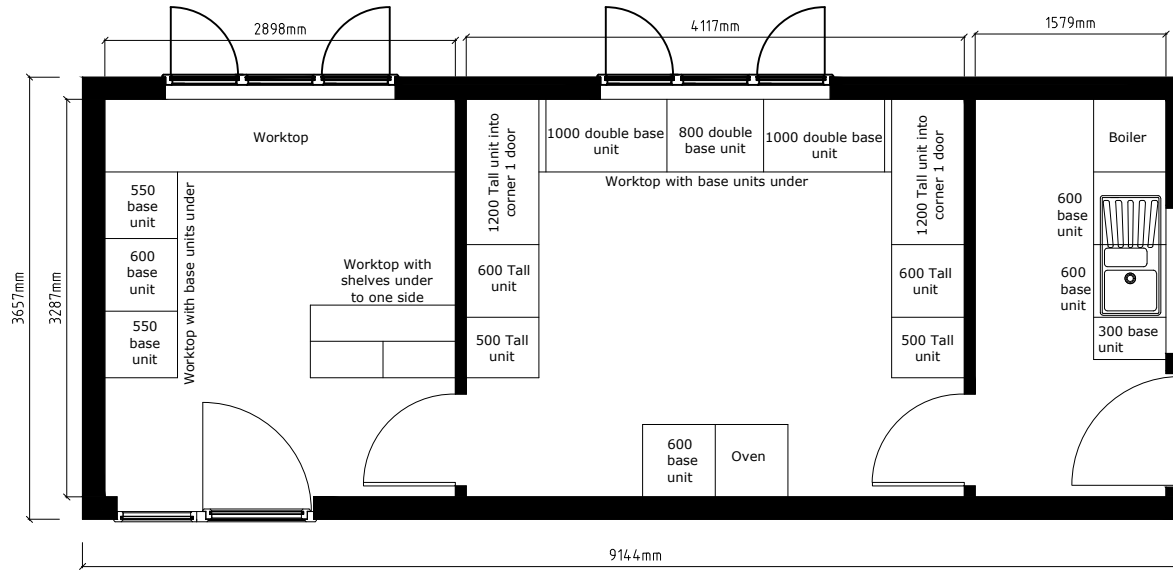 2898mm
4117mm
1579mm
3657mm
3287mm
Worktop
550
base
unit
600
base
unit
550
base
unit
Worktop with base units under
Worktop with
shelves under
to one side
1200 Tall unit into
corner 1 door
1000 double base
unit
800 double
base unit
1000 double base
unit
Worktop with base units under
1200 Tall unit into
corner 1 door
600 Tall
unit
500 Tall
unit
600 Tall
unit
500 Tall
unit
600
base
unit
Oven
Boiler
600
base
unit
600
base
unit
300 base
unit
9144mm